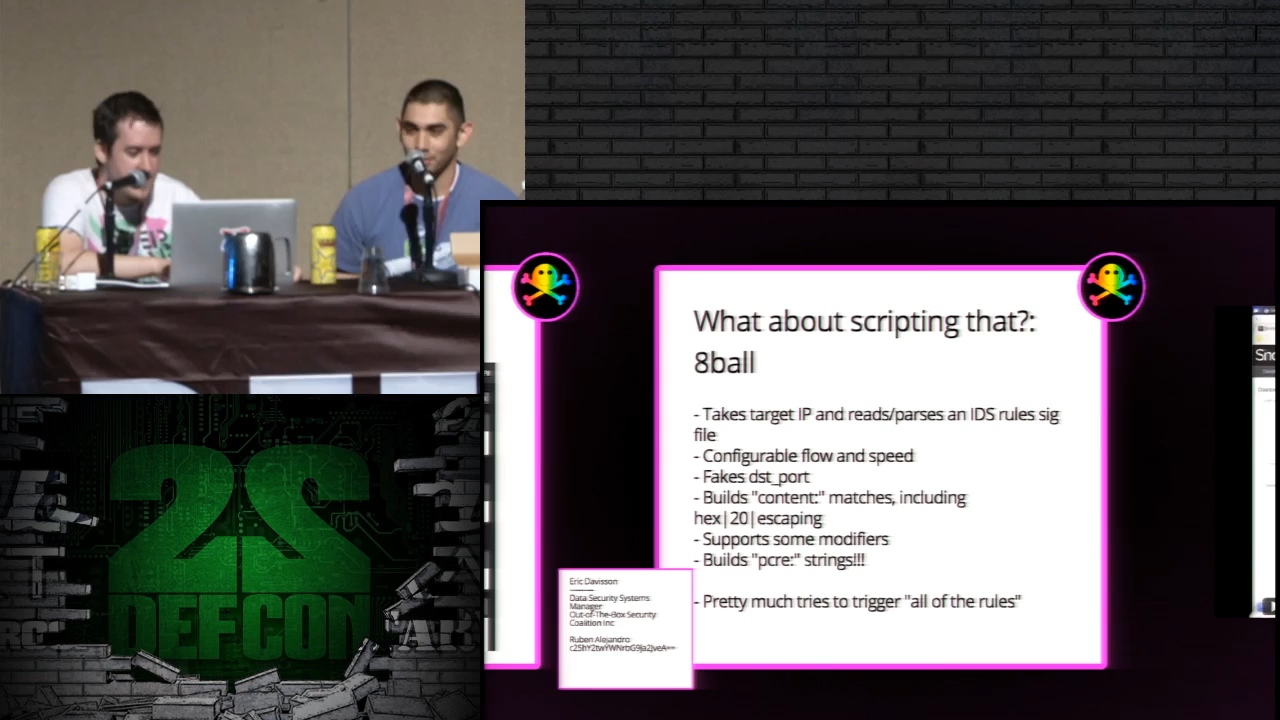 What about scripting that?:
8ball
- Takes target IP and reads/parses an IDS rules sig
file
- Configurable flow and speed
- Fakes dst_port
- Builds "content:" matches, including
hex|20|escaping
- Supports some modifiers
- Builds "pcre:" strings!!!
- Pretty much tries to trigger "all of the rules"
Eric Davisson
Data Security Systems
Manager
Out-of-The-Box Security
Coalition Inc
Ruben Alejandro
22
DEFCON
Sno